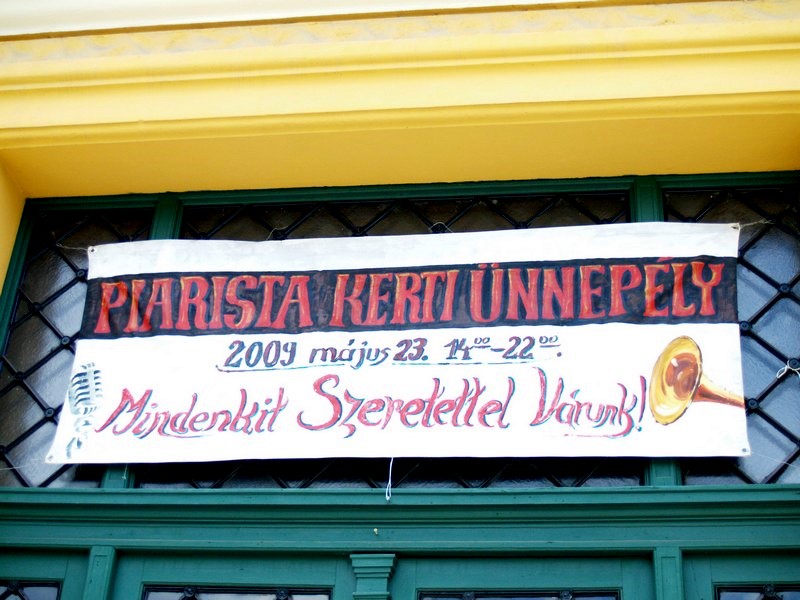 PIARISTA KERTI ÜNNEPÉLY
2009 május 23. 14⁰⁰-22⁰⁰.
Mindenkit Szeretettel Várunk!